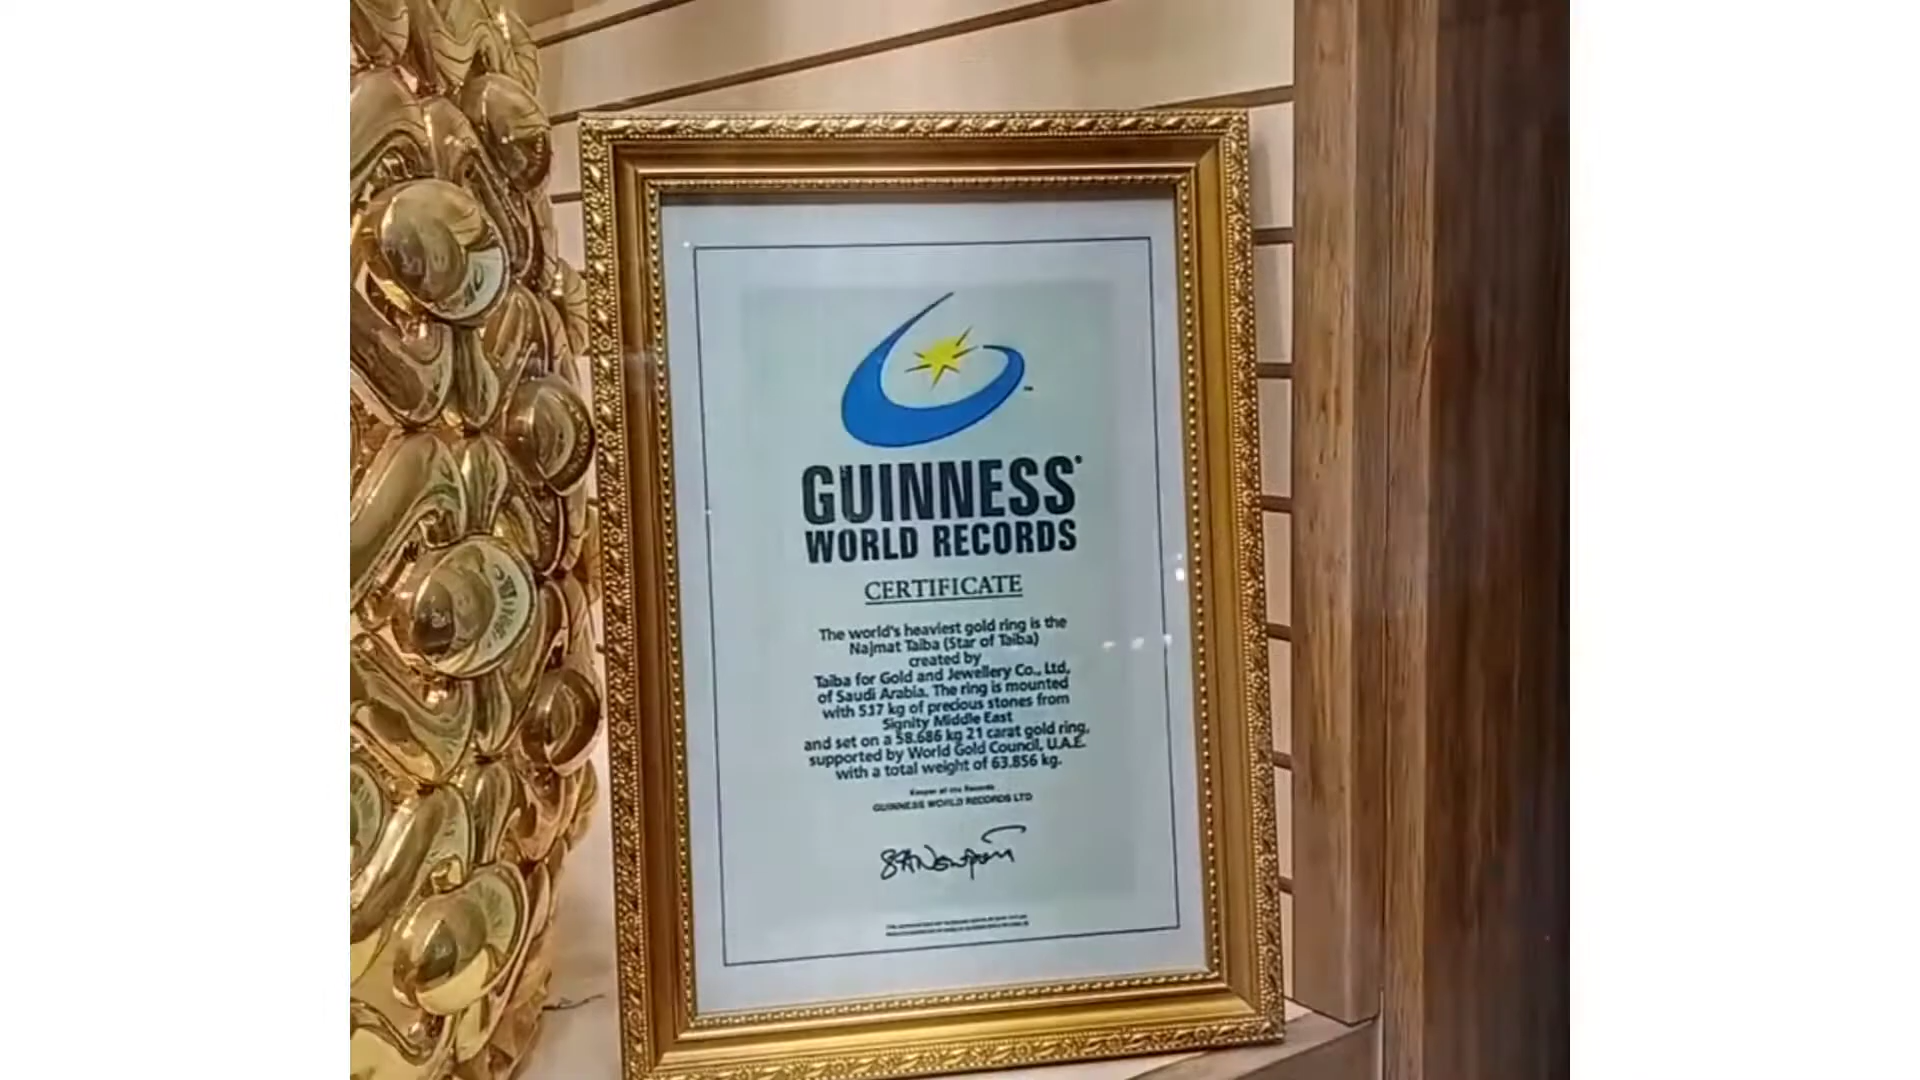 GUINNESS
WORLD RECORDS
CERTIFICATE
The world's heaviest gold ring is the
Najmat Taiba (Star of Taiba)
created by
Taiba for Gold and Jewellery Co., Ltd,
of Saudi Arabia. The ring is mounted
with 5.17 kg of precious stones from
Signity Middle East
and set on a 58.686 kg 21 carat gold ring,
supported by World Gold Council, U.A.E.
with a total weight of 63.856 kg.
Keeper of the Records
GUINNESS WORLD RECORDS LTD